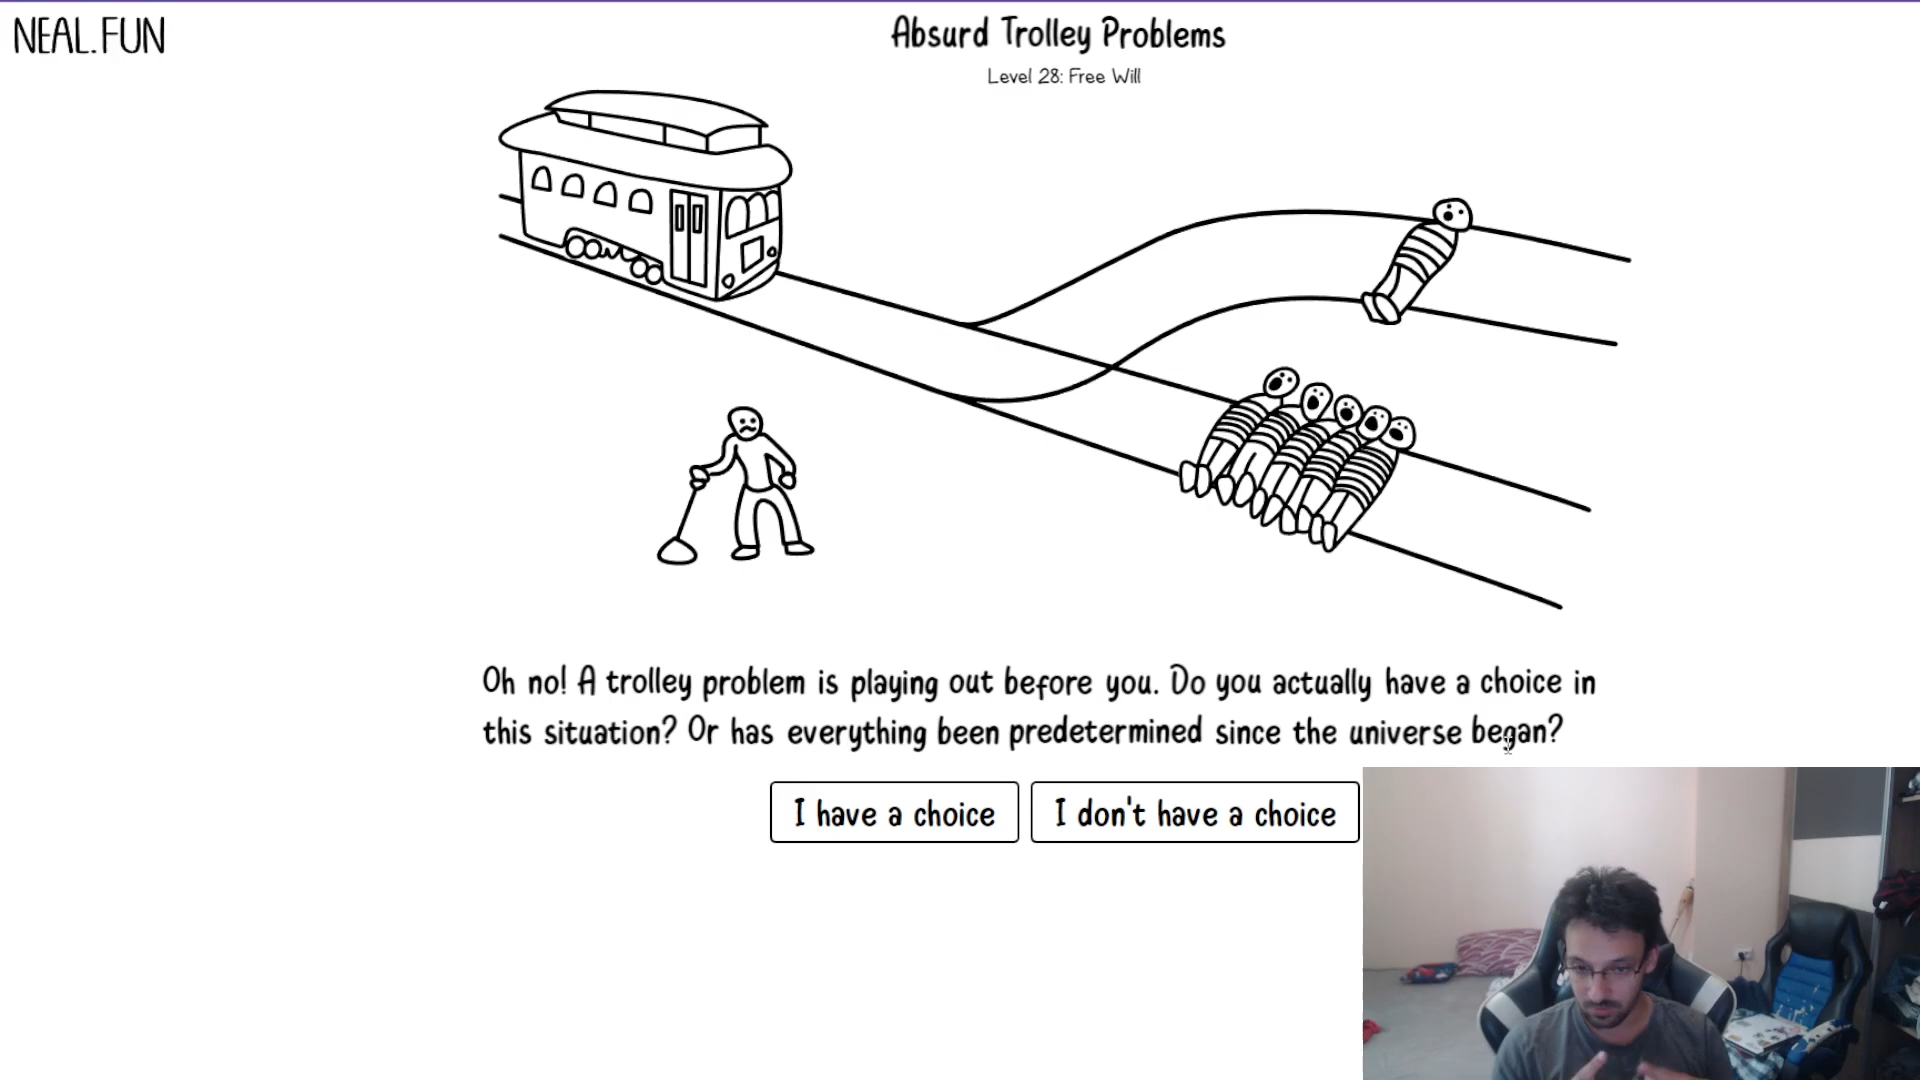 NEAL.FUN
Absurd Trolley Problems
Level 28: Free Will
Oh no! A trolley problem is playing out before you. Do you actually have a choice in
this situation? Or has everything been predetermined since the universe began?
I have a choice
I don't have a choice